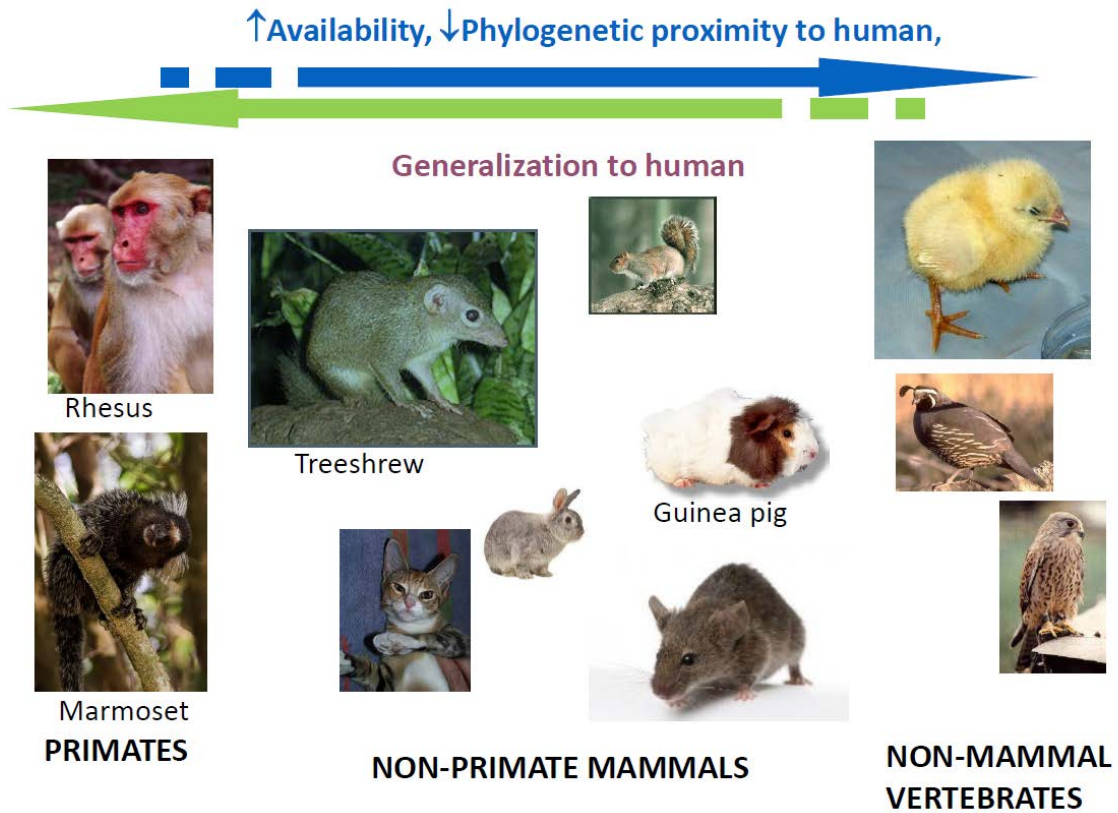 ↑Availability, ↓Phylogenetic proximity to human,
Generalization to human
Rhesus
Treeshrew
Guinea pig
Marmoset
PRIMATES
NON-PRIMATE MAMMALS
NON-MAMMAL
VERTEBRATES